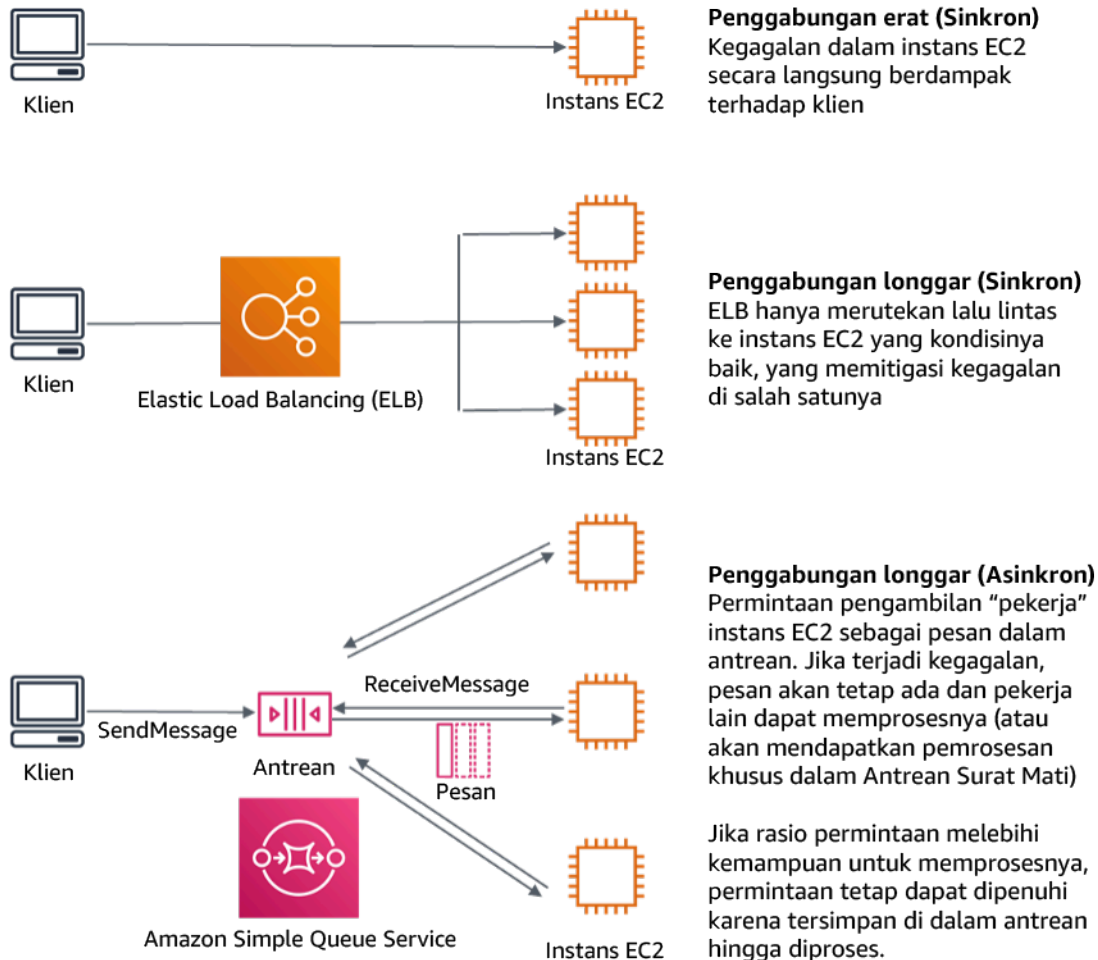 Klien
Instans EC2
Penggabungan erat (Sinkron)
Kegagalan dalam instans EC2
secara langsung berdampak
terhadap klien
Klien
Elastic Load Balancing (ELB)
Instans EC2
Penggabungan longgar (Sinkron)
ELB hanya merutekan lalu lintas
ke instans EC2 yang kondisinya
baik, yang memitigasi kegagalan
di salah satunya
Klien
SendMessage
Antrean
ReceiveMessage
Pesan
Amazon Simple Queue Service
Instans EC2
Penggabungan longgar (Asinkron)
Permintaan pengambilan “pekerja”
instans EC2 sebagai pesan dalam
antrean. Jika terjadi kegagalan,
pesan akan tetap ada dan pekerja
lain dapat memprosesnya (atau
akan mendapatkan pemrosesan
khusus dalam Antrean Surat Mati)
Jika rasio permintaan melebihi
kemampuan untuk memprosesnya,
permintaan tetap dapat dipenuhi
karena tersimpan di dalam antrean
hingga diproses.